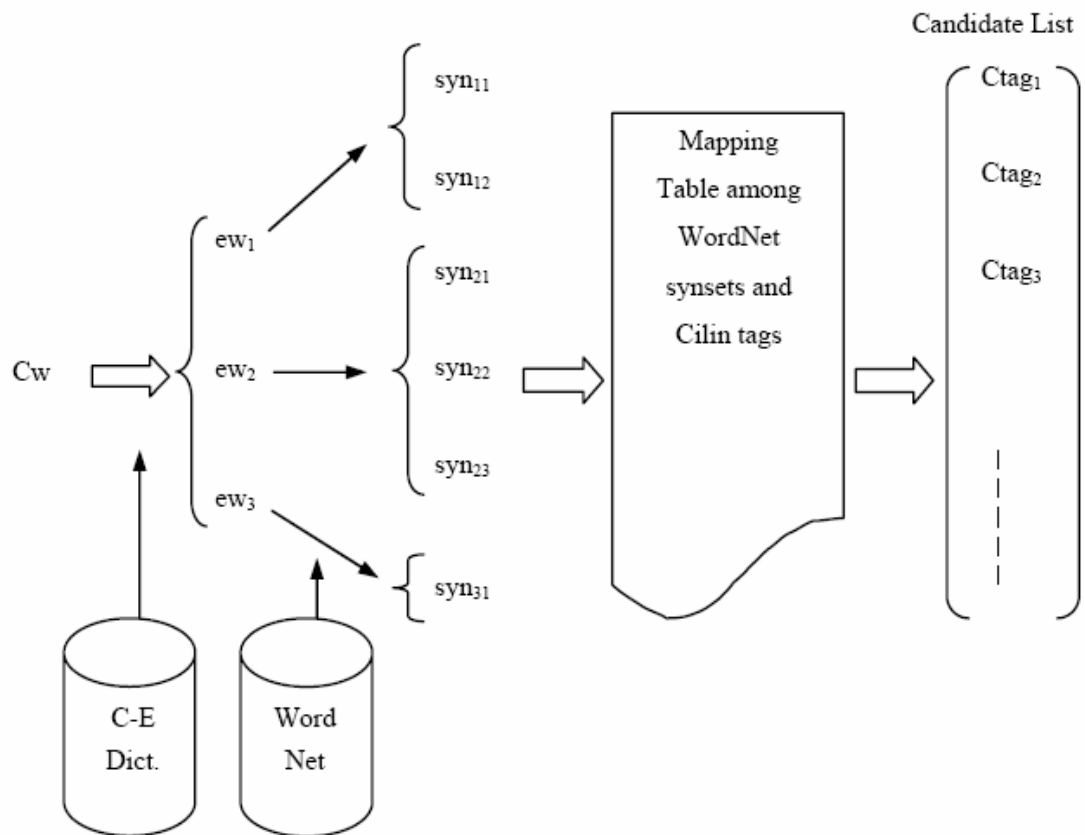 Candidate List
syn₁₁
syn₁₂
Ctag₁
Ctag₂
Ctag₃
Mapping
Table among
WordNet
synsets and
Cilin tags
ew₁
syn₂₁
syn₂₂
syn₂₃
Cw
ew₂
ew₃
syn₃₁
C-E
Dict.
Word
Net